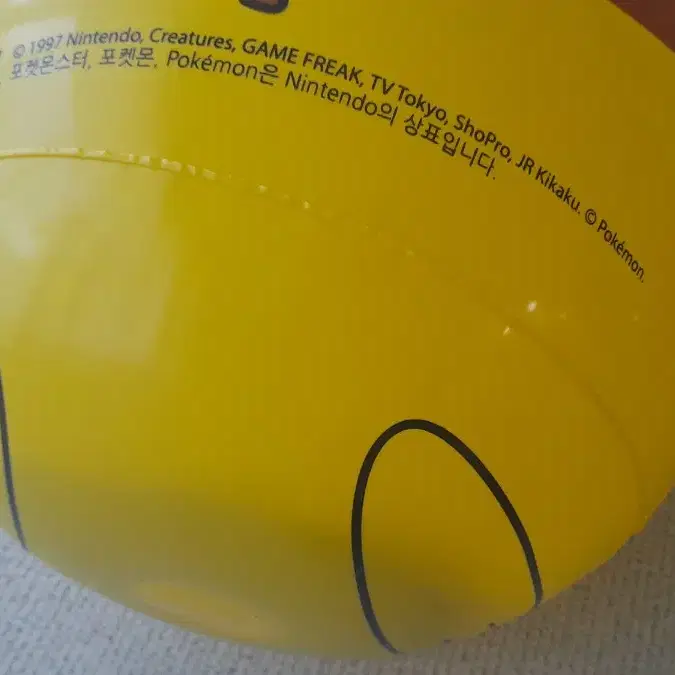 © 1997 Nintendo, Creatures, GAME FREAK, TV Tokyo, ShoPro, JR Kikaku. © Pokémon.
포켓몬스터, 포켓몬, Pokémon은 Nintendo의 상표입니다.